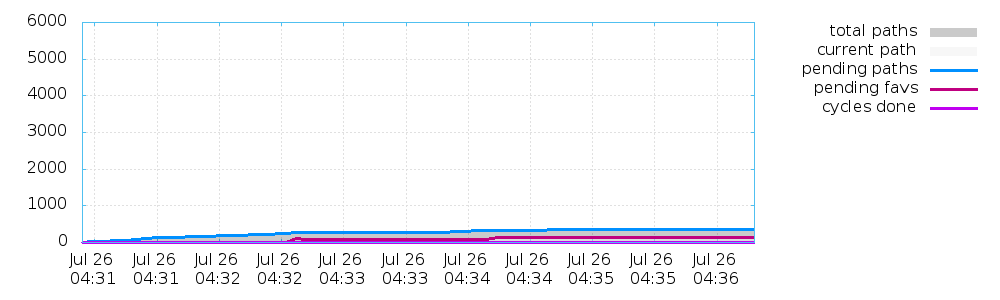 6000
5000
4000
3000
2000
1000
0
Jul 26 Jul 26 Jul 26 Jul 26 Jul 26 Jul 26 Jul 26 Jul 26 Jul 26 Jul 26 Jul 26
04:31 04:31 04:32 04:32 04:33 04:33 04:34 04:34 04:35 04:35 04:36
total paths
current path
pending paths
pending favs
cycles done